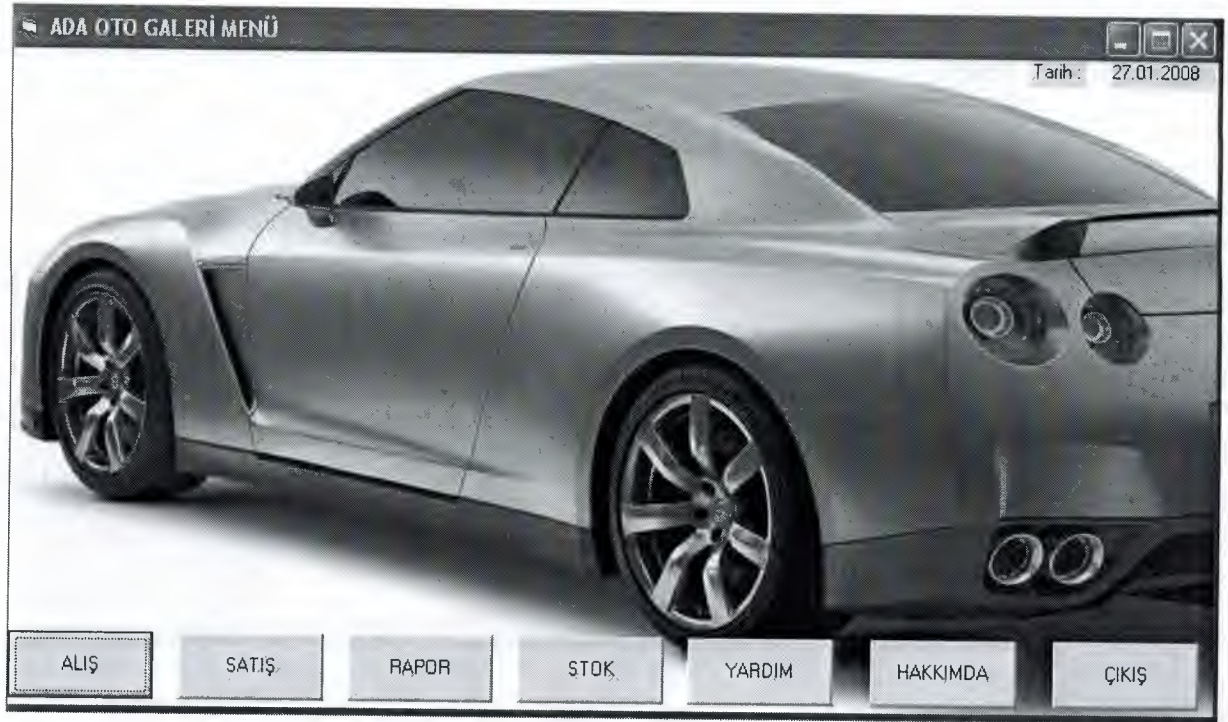 ADA OTO GALERİ MENÜ
Tarih : 27.01.2008
ALIŞ SATIŞ RAPOR STOK YARDIM HAKKIMDA ÇIKIŞ